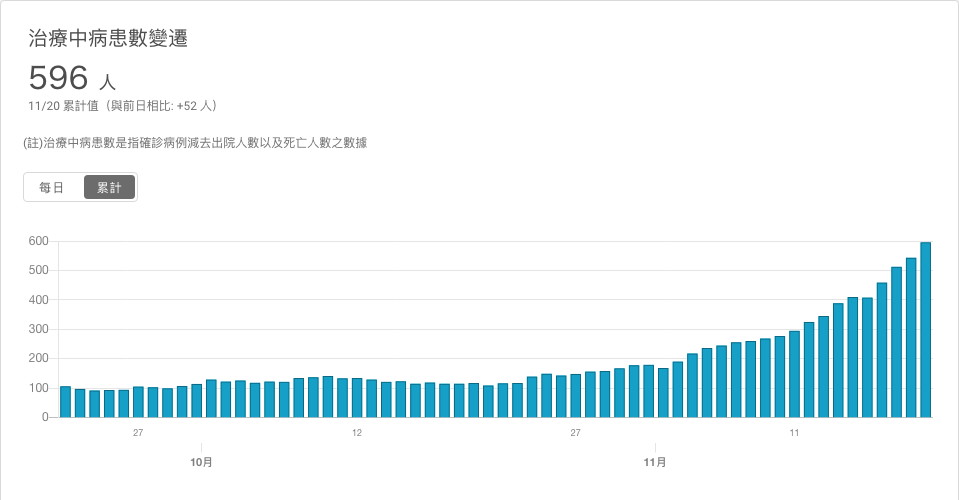 治療中病患數變遷
596 人
11/20 累計值（與前日相比: +52 人）
(註)治療中病患數是指確診病例減去出院人數以及死亡人數之數據
每日 累計
600
500
400
300
200
100
0
27 12 27 11
10月 11月